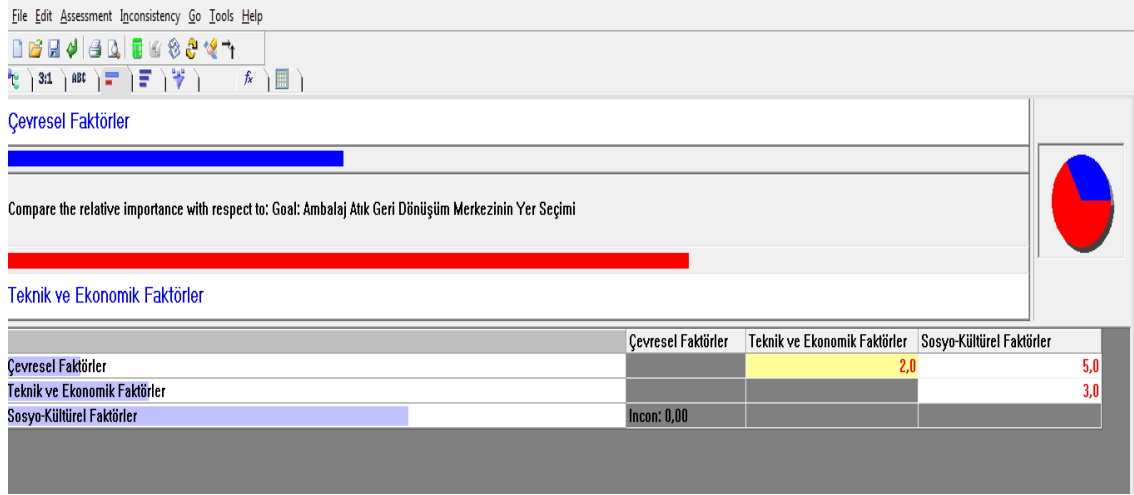 File Edit Assessment Inconsistency Go Tools Help
3:1 ABC fx
Çevresel Faktörler
Compare the relative importance with respect to: Goal: Ambalaj Atık Geri Dönüşüm Merkezinin Yer Seçimi
Teknik ve Ekonomik Faktörler
Çevresel Faktörler Teknik ve Ekonomik Faktörler Sosyo-Kültürel Faktörler
Çevresel Faktörler 2,0 5,0
Teknik ve Ekonomik Faktörler 3,0
Sosyo-Kültürel Faktörler Incon: 0,00